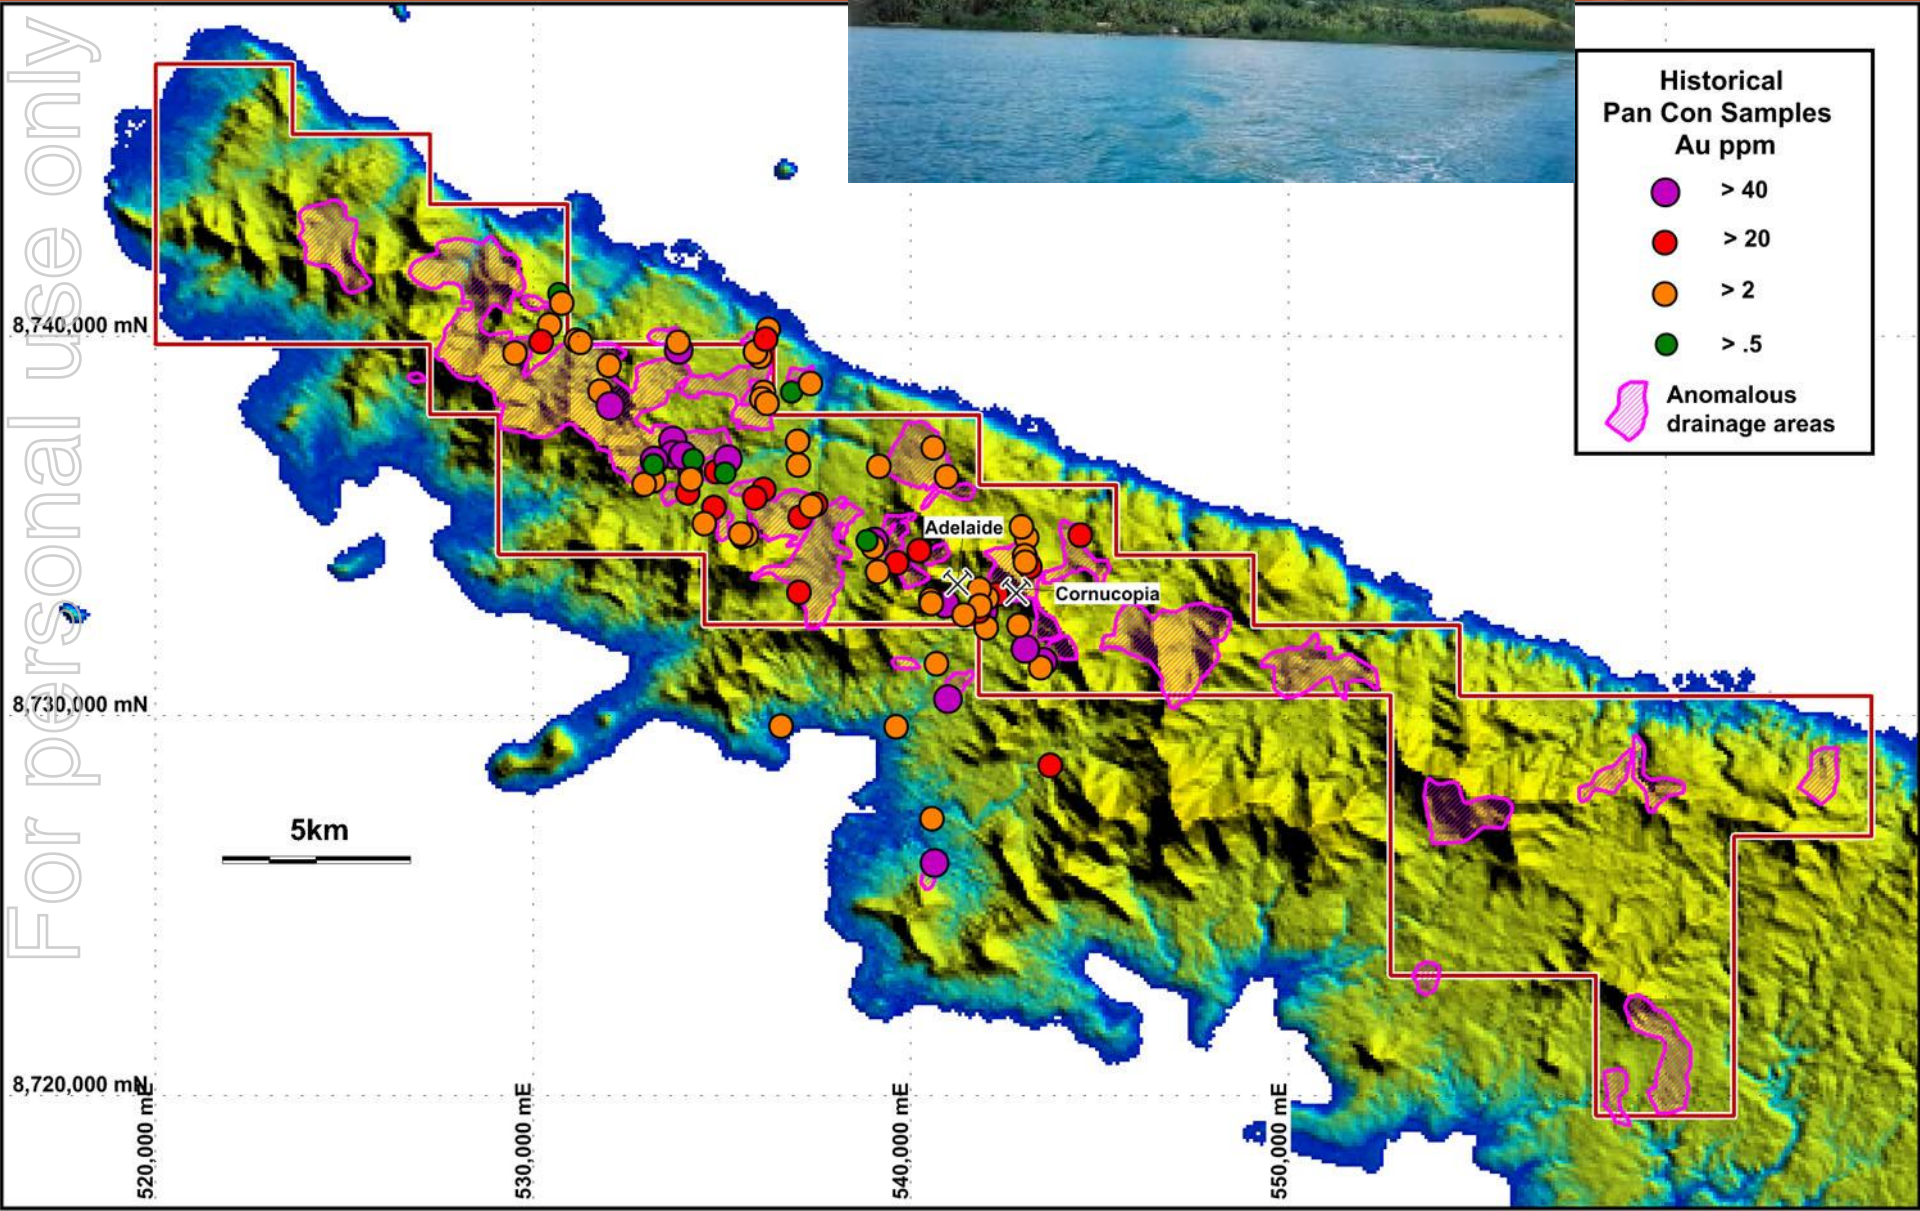 For personal use only
Historical
Pan Con Samples
Au ppm
> 40
> 20
> 2
> .5
Anomalous
drainage areas
8,740,000 mN
Adelaide
Cornucopia
8,730,000 mN
5km
8,720,000 mN
520,000 mE
530,000 mE
540,000 mE
550,000 mE